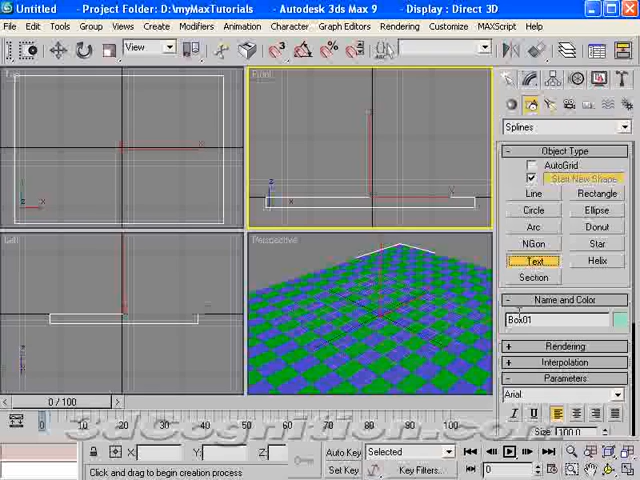 Untitled - Project Folder: D:\myMaxTutorials - Autodesk 3ds Max 9 - Display : Direct 3D
File Edit Tools Group Views Create Modifiers Animation Graph Editors Rendering Customize MAXScript Help
View
Top
Front
Left
Perspective
Splines
Object Type
AutoGrid
Start New Shape
Line Rectangle
Circle Ellipse
Arc Donut
NGon Star
Text Helix
Section
Name and Color
Box01
Rendering
Interpolation
Parameters
Arial
I U
Size: 100.0
0 / 100
0 10 20 30 40 50 60 70 80 90 100
3dCognition.com
X: Y: Z:
Auto Key Selected
Set Key Key Filters... 0
Click and drag to begin creation process